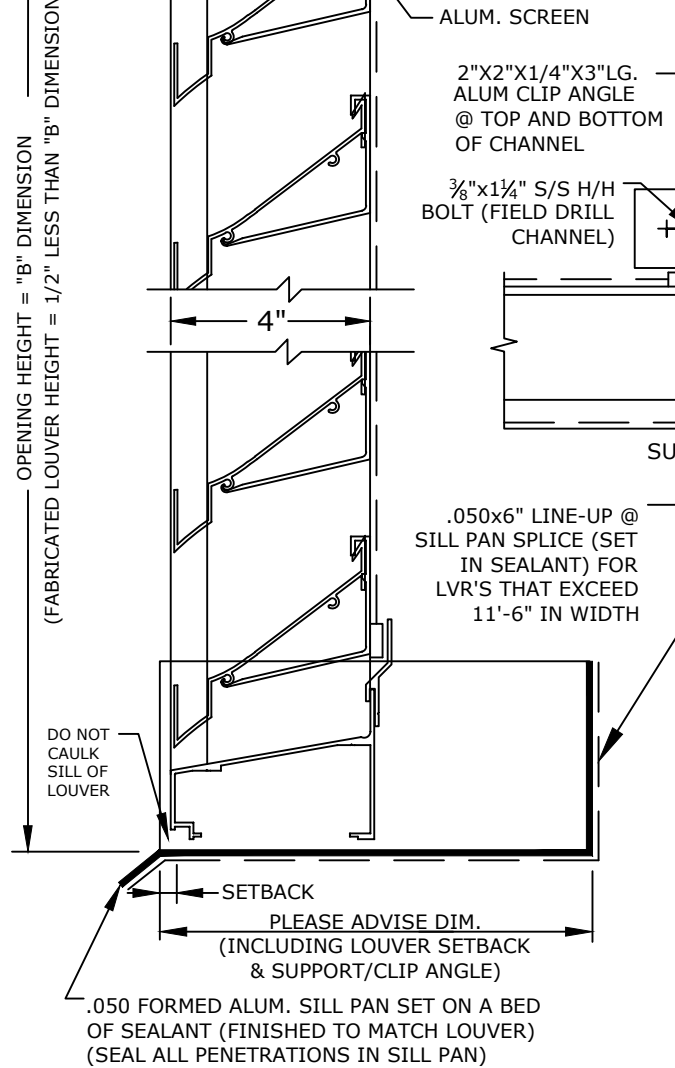 ALUM. SCREEN
2"X2"X1/4"X3"LG.
ALUM CLIP ANGLE
@ TOP AND BOTTOM
OF CHANNEL
⅜"x1¼" S/S H/H
BOLT (FIELD DRILL
CHANNEL)
OPENING HEIGHT = "B" DIMENSION
(FABRICATED LOUVER HEIGHT = 1/2" LESS THAN "B" DIMENSION
4"
SU
.050x6" LINE-UP @
SILL PAN SPLICE (SET
IN SEALANT) FOR
LVR'S THAT EXCEED
11'-6" IN WIDTH
DO NOT
CAULK
SILL OF
LOUVER
SETBACK
PLEASE ADVISE DIM.
(INCLUDING LOUVER SETBACK
& SUPPORT/CLIP ANGLE)
.050 FORMED ALUM. SILL PAN SET ON A BED
OF SEALANT (FINISHED TO MATCH LOUVER)
(SEAL ALL PENETRATIONS IN SILL PAN)